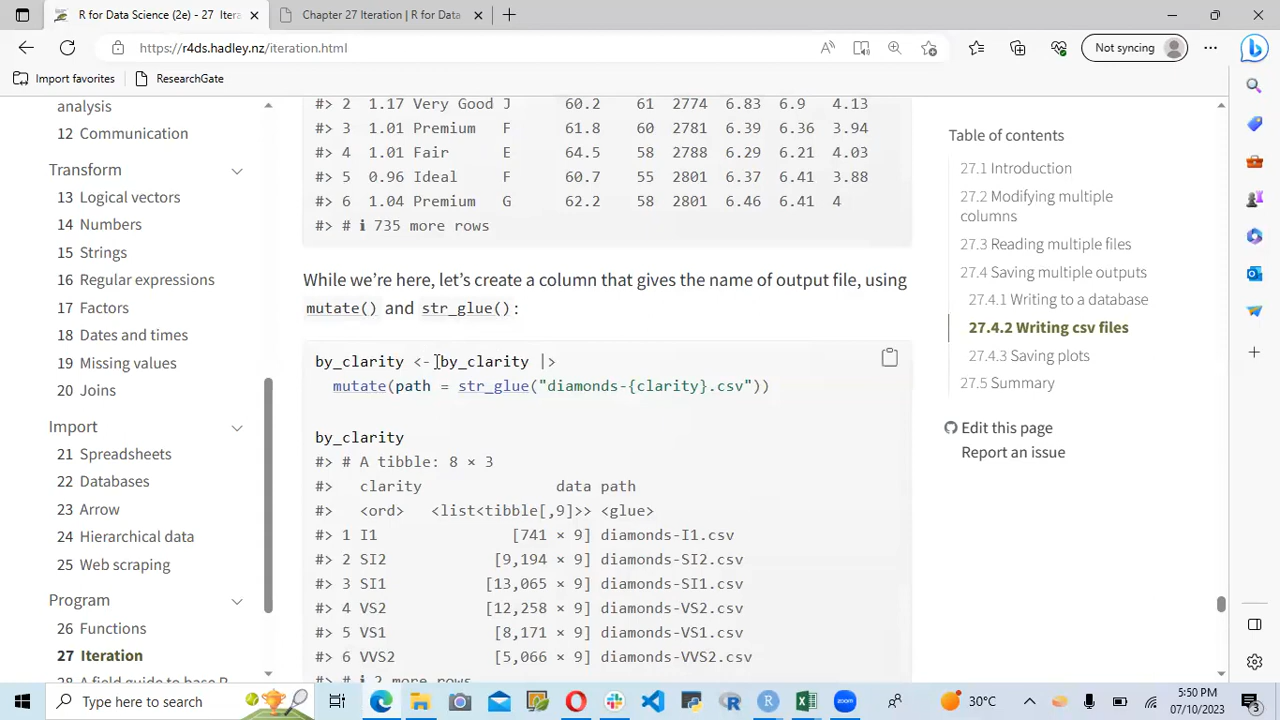 R for Data Science (2e) - 27 Itera
Chapter 27 Iteration | R for Data
https://r4ds.hadley.nz/iteration.html
Not syncing
Import favorites
ResearchGate
analysis
12 Communication
Transform
13 Logical vectors
14 Numbers
15 Strings
16 Regular expressions
17 Factors
18 Dates and times
19 Missing values
20 Joins
Import
21 Spreadsheets
22 Databases
23 Arrow
24 Hierarchical data
25 Web scraping
Program
26 Functions
27 Iteration
28 A field guide to base R
#> 2 1.17 Very Good J 60.2 61 2774 6.83 6.9 4.13
#> 3 1.01 Premium F 61.8 60 2781 6.39 6.36 3.94
#> 4 1.01 Fair E 64.5 58 2788 6.29 6.21 4.03
#> 5 0.96 Ideal F 60.7 55 2801 6.37 6.41 3.88
#> 6 1.04 Premium G 62.2 58 2801 6.46 6.41 4
#> # ℹ 735 more rows
While we're here, let's create a column that gives the name of output file, using
mutate() and str_glue():
by_clarity <- by_clarity |>
mutate(path = str_glue("diamonds-{clarity}.csv"))
by_clarity
#> # A tibble: 8 × 3
#> clarity data path
#> <ord> <list<tibble[,9]>> <glue>
#> 1 I1 [741 × 9] diamonds-I1.csv
#> 2 SI2 [9,194 × 9] diamonds-SI2.csv
#> 3 SI1 [13,065 × 9] diamonds-SI1.csv
#> 4 VS2 [12,258 × 9] diamonds-VS2.csv
#> 5 VS1 [8,171 × 9] diamonds-VS1.csv
#> 6 VVS2 [5,066 × 9] diamonds-VVS2.csv
#> # ℹ 2 more rows
Table of contents
27.1 Introduction
27.2 Modifying multiple
columns
27.3 Reading multiple files
27.4 Saving multiple outputs
27.4.1 Writing to a database
27.4.2 Writing csv files
27.4.3 Saving plots
27.5 Summary
Edit this page
Report an issue
Type here to search
zoom
30°C
5:50 PM
07/10/2023
3